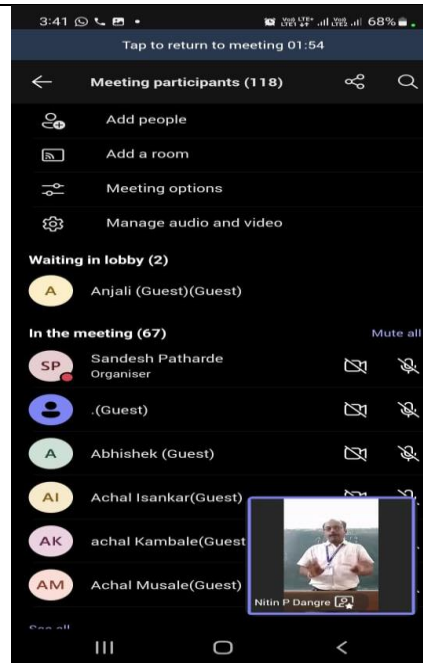 3:41 68%
Tap to return to meeting 01:54
Meeting participants (118)
Add people
Add a room
Meeting options
Manage audio and video
Waiting in lobby (2)
A Anjali (Guest)(Guest)
In the meeting (67) Mute all
SP Sandesh Patharde
Organiser
.(Guest)
A Abhishek (Guest)
AI Achal Isankar(Guest)
AK achal Kambale(Guest
AM Achal Musale(Guest)
Nitin P Dangre
See all